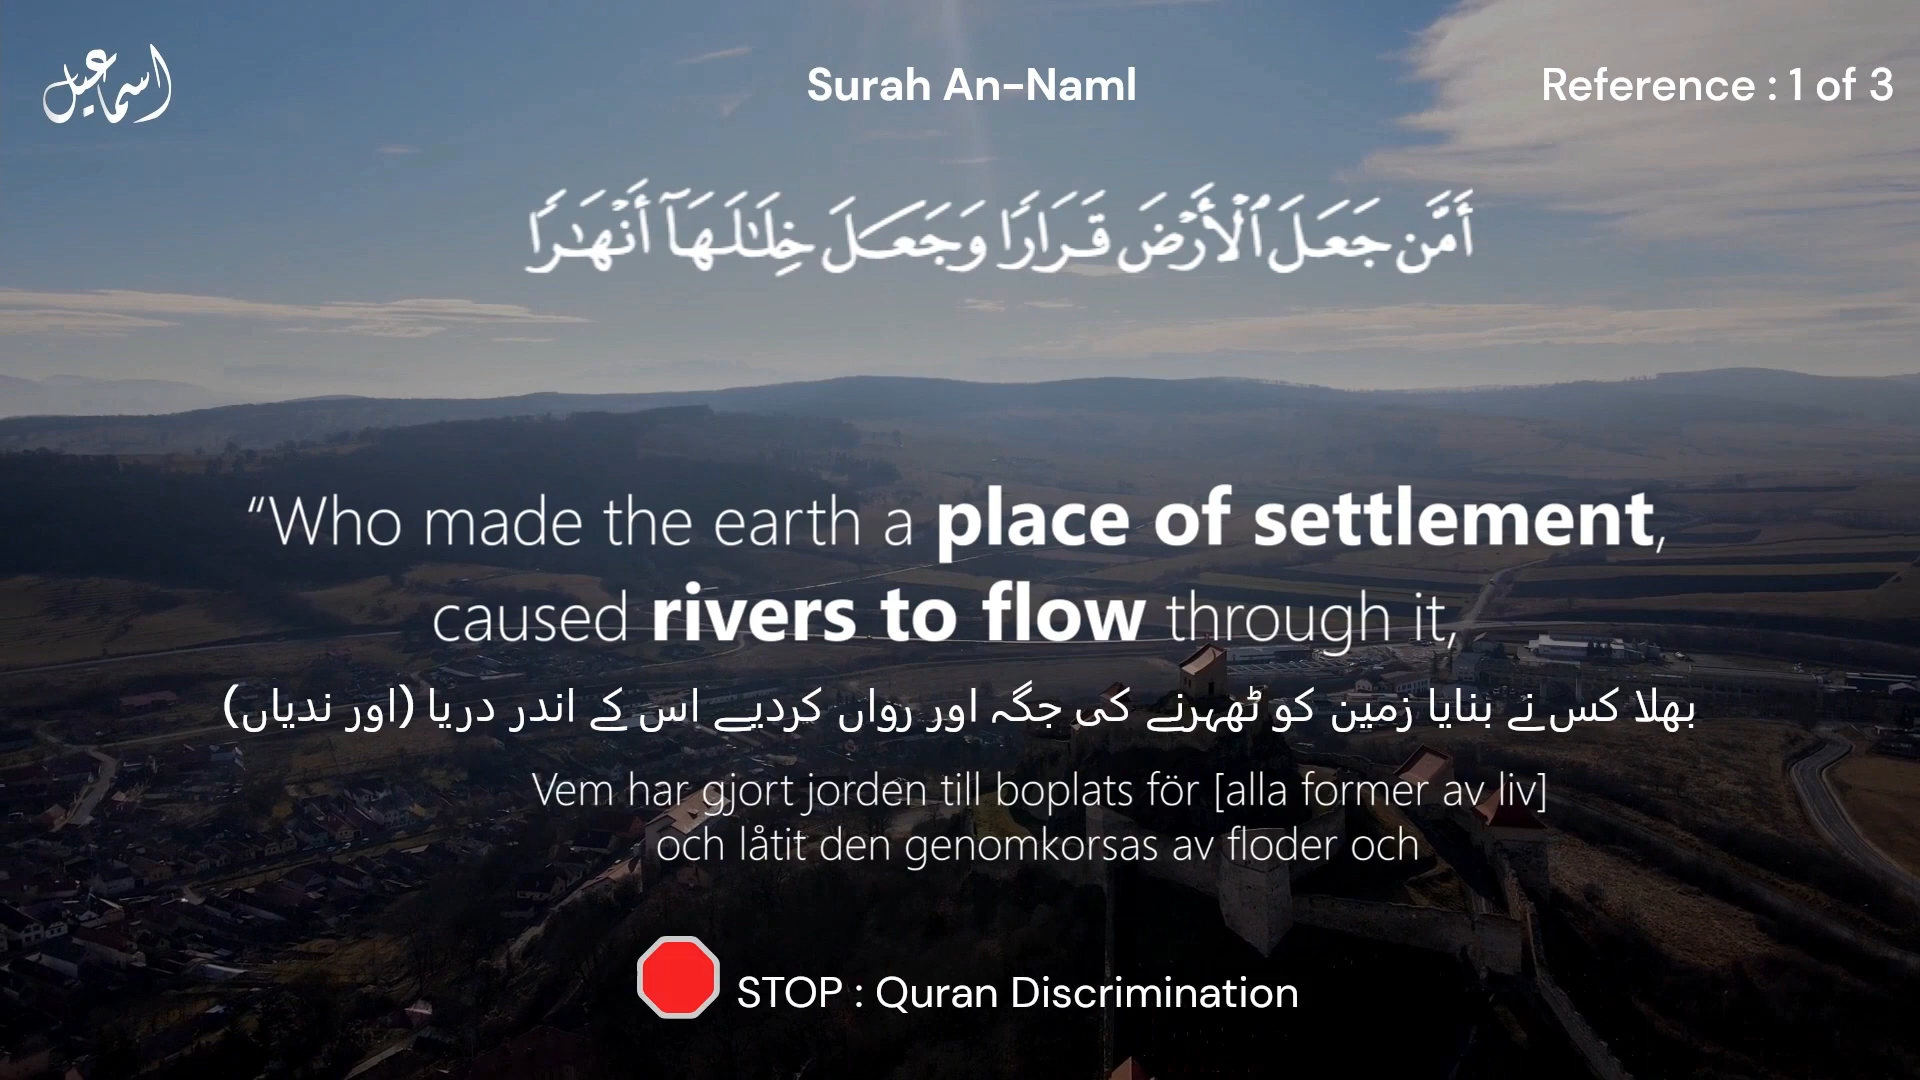 اسماعیل
Surah An-Naml
Reference : 1 of 3
أَمَّن جَعَلَ ٱلْأَرْضَ قَرَارًا وَجَعَلَ خِلَـٰلَهَآ أَنْهَـٰرًا
“Who made the earth a place of settlement,
caused rivers to flow through it,
بھلا کس نے بنایا زمین کو ٹھہرنے کی جگہ اور رواں کردیے اس کے اندر دریا (اور ندیاں)
Vem har gjort jorden till boplats för [alla former av liv]
och låtit den genomkorsas av floder och
STOP : Quran Discrimination